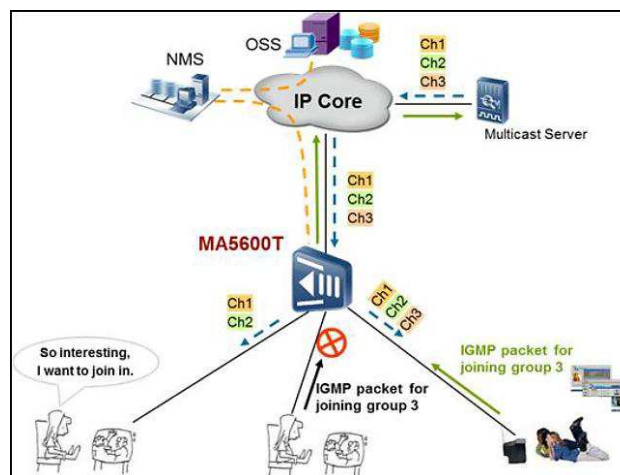 OSS
NMS
IP Core
Ch1
Ch2
Ch3
Multicast Server
Ch1
Ch2
Ch3
MA5600T
Ch1
Ch2
Ch1
Ch2
Ch3
So interesting,
I want to join in.
IGMP packet for
joining group 3
IGMP packet for
joining group 3